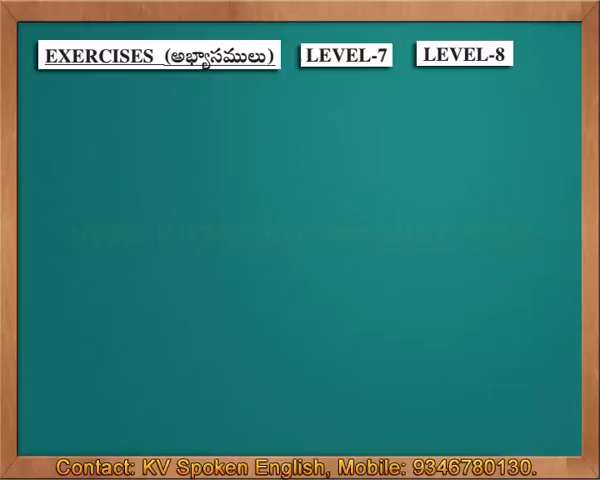 EXERCISES (అభ్యాసములు) LEVEL-7 LEVEL-8
Contact: KV Spoken English, Mobile: 9346780130.